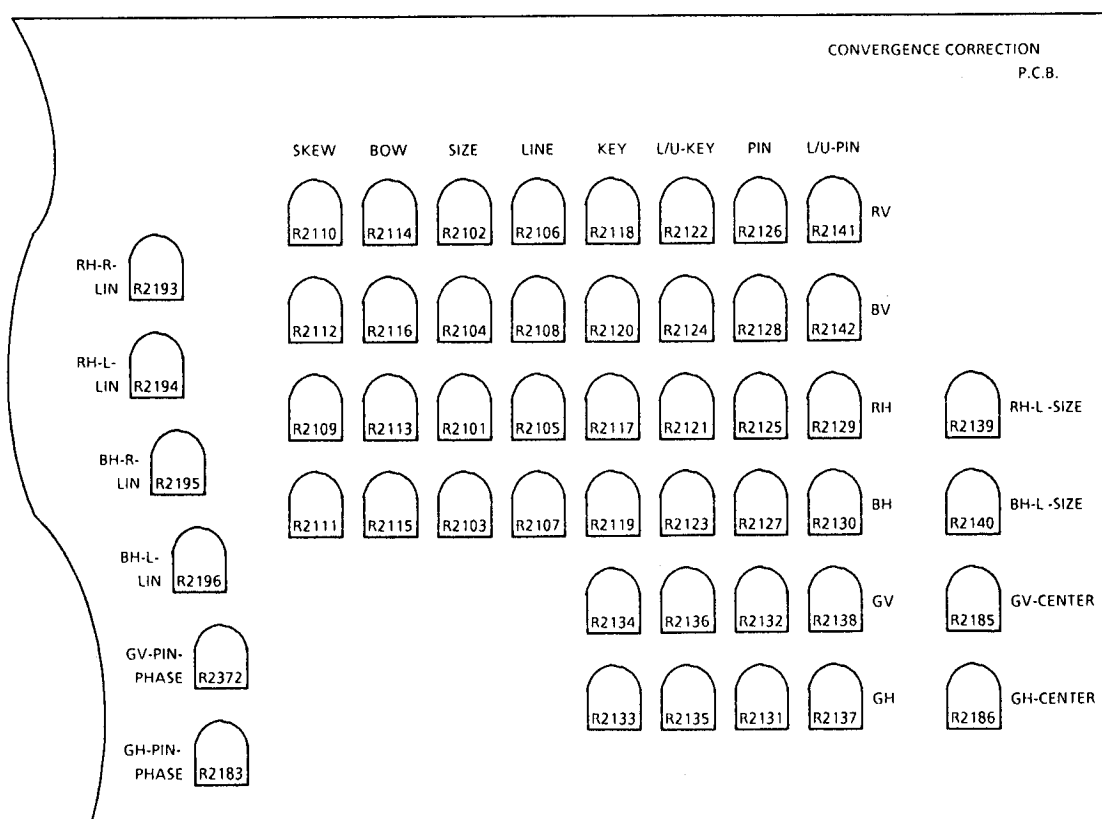 CONVERGENCE CORRECTION
P.C.B.
SKEW BOW SIZE LINE KEY L/U-KEY PIN L/U-PIN
R2110 R2114 R2102 R2106 R2118 R2122 R2126 R2141 RV
RH-R-
LIN R2193
R2112 R2116 R2104 R2108 R2120 R2124 R2128 R2142 BV
RH-L-
LIN R2194
R2109 R2113 R2101 R2105 R2117 R2121 R2125 R2129 RH R2139 RH-L-SIZE
BH-R-
LIN R2195
R2111 R2115 R2103 R2107 R2119 R2123 R2127 R2130 BH R2140 BH-L-SIZE
BH-L-
LIN R2196
R2134 R2136 R2132 R2138 GV R2185 GV-CENTER
GV-PIN-
PHASE R2372
R2133 R2135 R2131 R2137 GH R2186 GH-CENTER
GH-PIN-
PHASE R2183